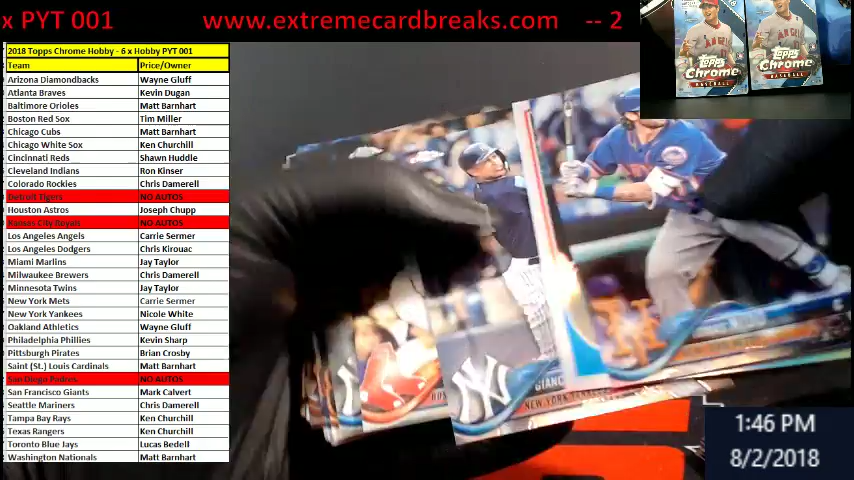 x PYT 001 www.extremecardbreaks.com -- 2
2018 Topps Chrome Hobby - 6 x Hobby PYT 001
Team Price/Owner
Arizona Diamondbacks Wayne Gluff
Atlanta Braves Kevin Dugan
Baltimore Orioles Matt Barnhart
Boston Red Sox Tim Miller
Chicago Cubs Matt Barnhart
Chicago White Sox Ken Churchill
Cincinnati Reds Shawn Huddle
Cleveland Indians Ron Kinser
Colorado Rockies Chris Damerell
Detroit Tigers NO AUTOS
Houston Astros Joseph Chupp
Kansas City Royals NO AUTOS
Los Angeles Angels Carrie Sermer
Los Angeles Dodgers Chris Kirouac
Miami Marlins Jay Taylor
Milwaukee Brewers Chris Damerell
Minnesota Twins Jay Taylor
New York Mets Carrie Sermer
New York Yankees Nicole White
Oakland Athletics Wayne Gluff
Philadelphia Phillies Kevin Sharp
Pittsburgh Pirates Brian Crosby
Saint (St.) Louis Cardinals Matt Barnhart
San Diego Padres NO AUTOS
San Francisco Giants Mark Calvert
Seattle Mariners Chris Damerell
Tampa Bay Rays Ken Churchill
Texas Rangers Ken Churchill
Toronto Blue Jays Lucas Bedell
Washington Nationals Matt Barnhart
Topps Chrome BASEBALL
Topps Chrome BASEBALL
NY
GIANC
NEW YORK YANKEES
BOS
1:46 PM
8/2/2018